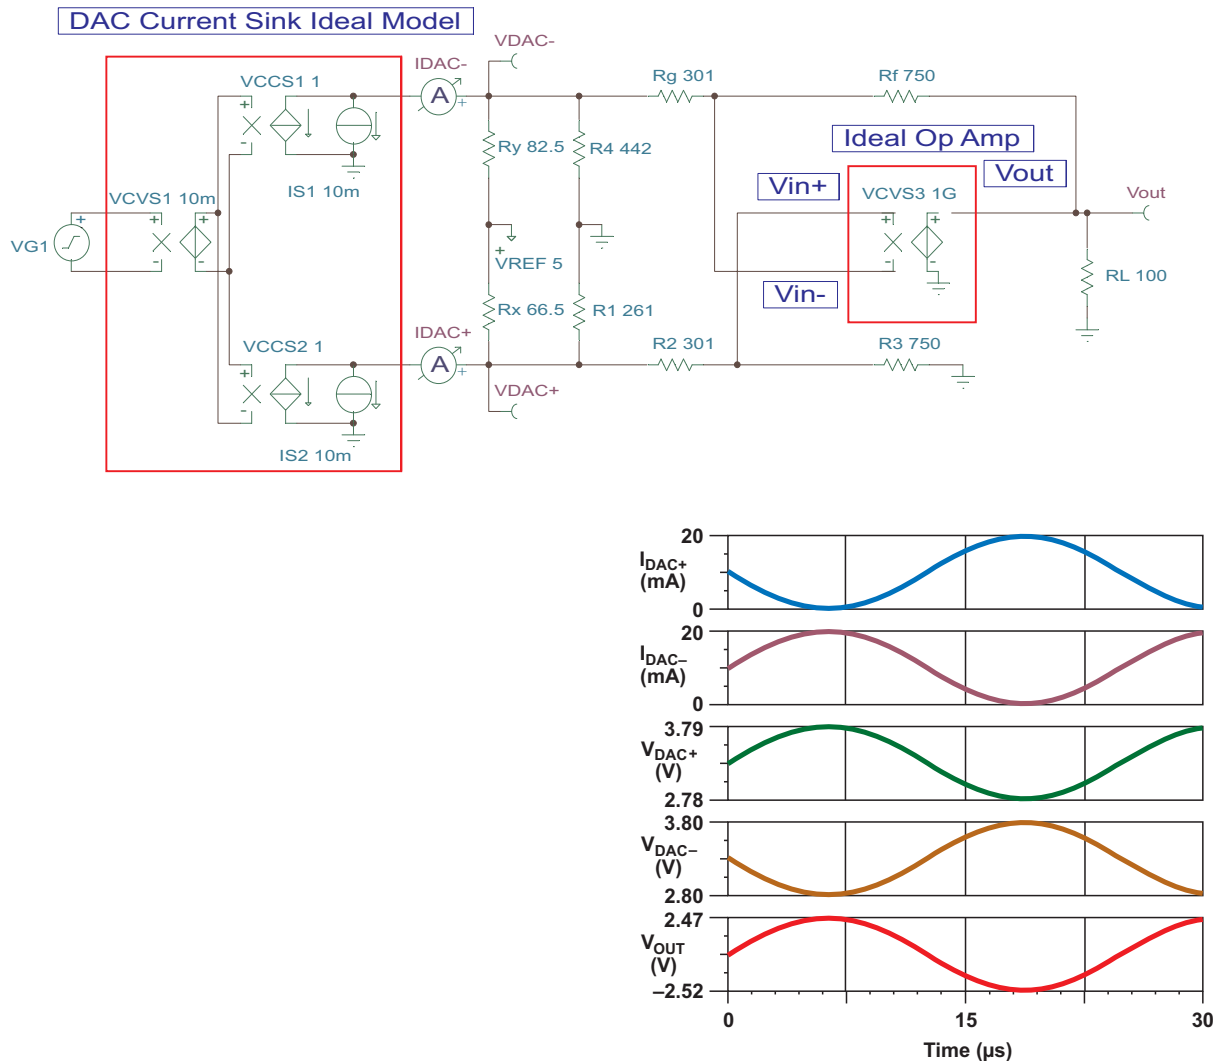 DAC Current Sink Ideal Model
VDAC-
IDAC-
VCCS1 1
A
+
Rg 301
Rf 750
Ry 82.5
R4 442
Ideal Op Amp
IS1 10m
Vin+
Vout
VCVS1 10m
VCVS3 1G
Vout
VG1
VREF 5
+
RL 100
Vin-
Rx 66.5
R1 261
IDAC+
VCCS2 1
A
+
R2 301
R3 750
VDAC+
IS2 10m
20
IDAC+
(mA)
0
20
IDAC–
(mA)
0
3.79
VDAC+
(V)
2.78
3.80
VDAC–
(V)
2.80
2.47
VOUT
(V)
–2.52
0 15 30
Time (µs)